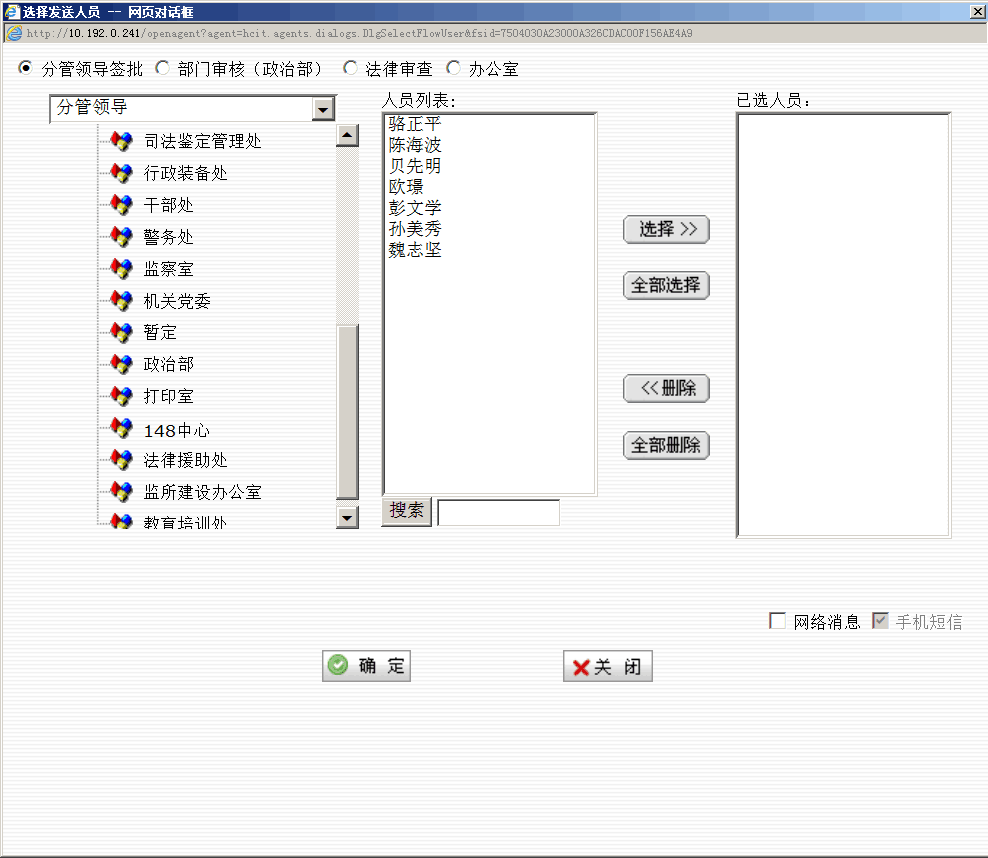 选择发送人员 -- 网页对话框
http://10.192.0.241/openagent?agent=hcit.agents.dialogs.DlgSelectFlowUser&fsid=7504030A23000A326CDAC00F156AE4A9
分管领导签批 部门审核（政治部） 法律审查 办公室
分管领导
司法鉴定管理处
行政装备处
干部处
警务处
监察室
机关党委
暂定
政治部
打印室
148中心
法律援助处
监所建设办公室
教育培训处
人员列表：
骆正平
陈海波
贝先明
欧璟
彭文学
孙美秀
魏志坚
搜索
选择 >>
全部选择
<< 删除
全部删除
已选人员：
网络消息 手机短信
确 定
关 闭